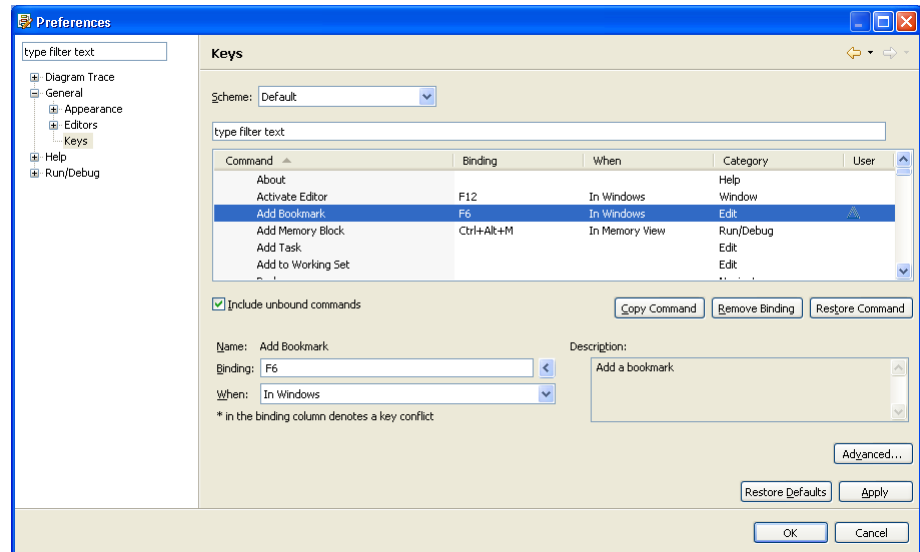 Preferences
type filter text
Diagram Trace
General
Appearance
Editors
Keys
Help
Run/Debug
Keys
Scheme: Default
type filter text
Command Binding When Category User
About Help
Activate Editor F12 In Windows Window
Add Bookmark F6 In Windows Edit
Add Memory Block Ctrl+Alt+M In Memory View Run/Debug
Add Task Edit
Add to Working Set Edit
Include unbound commands
Copy Command Remove Binding Restore Command
Name: Add Bookmark
Binding: F6
When: In Windows
* in the binding column denotes a key conflict
Description:
Add a bookmark
Advanced...
Restore Defaults Apply
OK Cancel